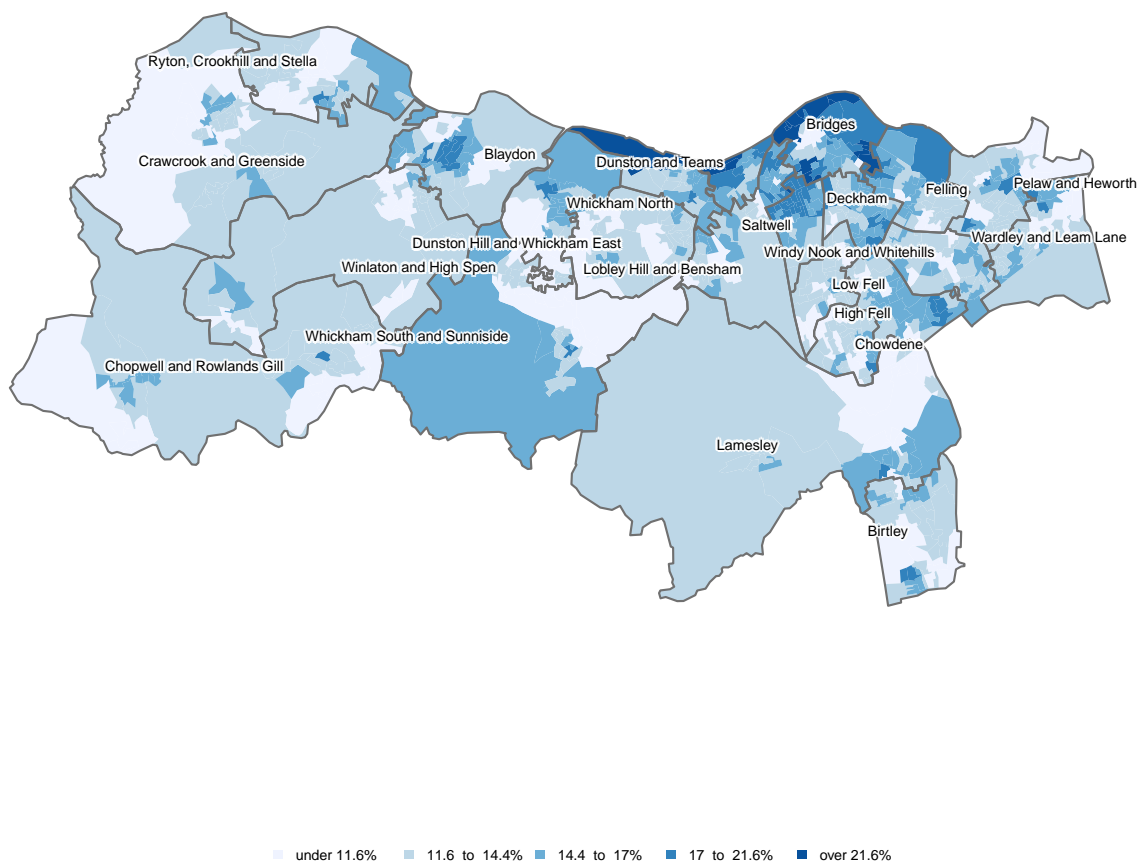 Ryton, Crookhill and Stella
Bridges
Blaydon
Dunston and Teams
Crawcrook and Greenside
Felling
Pelaw and Heworth
Deckham
Whickham North
Saltwell
Wardley and Leam Lane
Dunston Hill and Whickham East
Windy Nook and Whitehills
Winlaton and High Spen
Lobley Hill and Bensham
Low Fell
High Fell
Whickham South and Sunniside
Chowdene
Chopwell and Rowlands Gill
Lamesley
Birtley
under 11.6% 11.6 to 14.4% 14.4 to 17% 17 to 21.6% over 21.6%